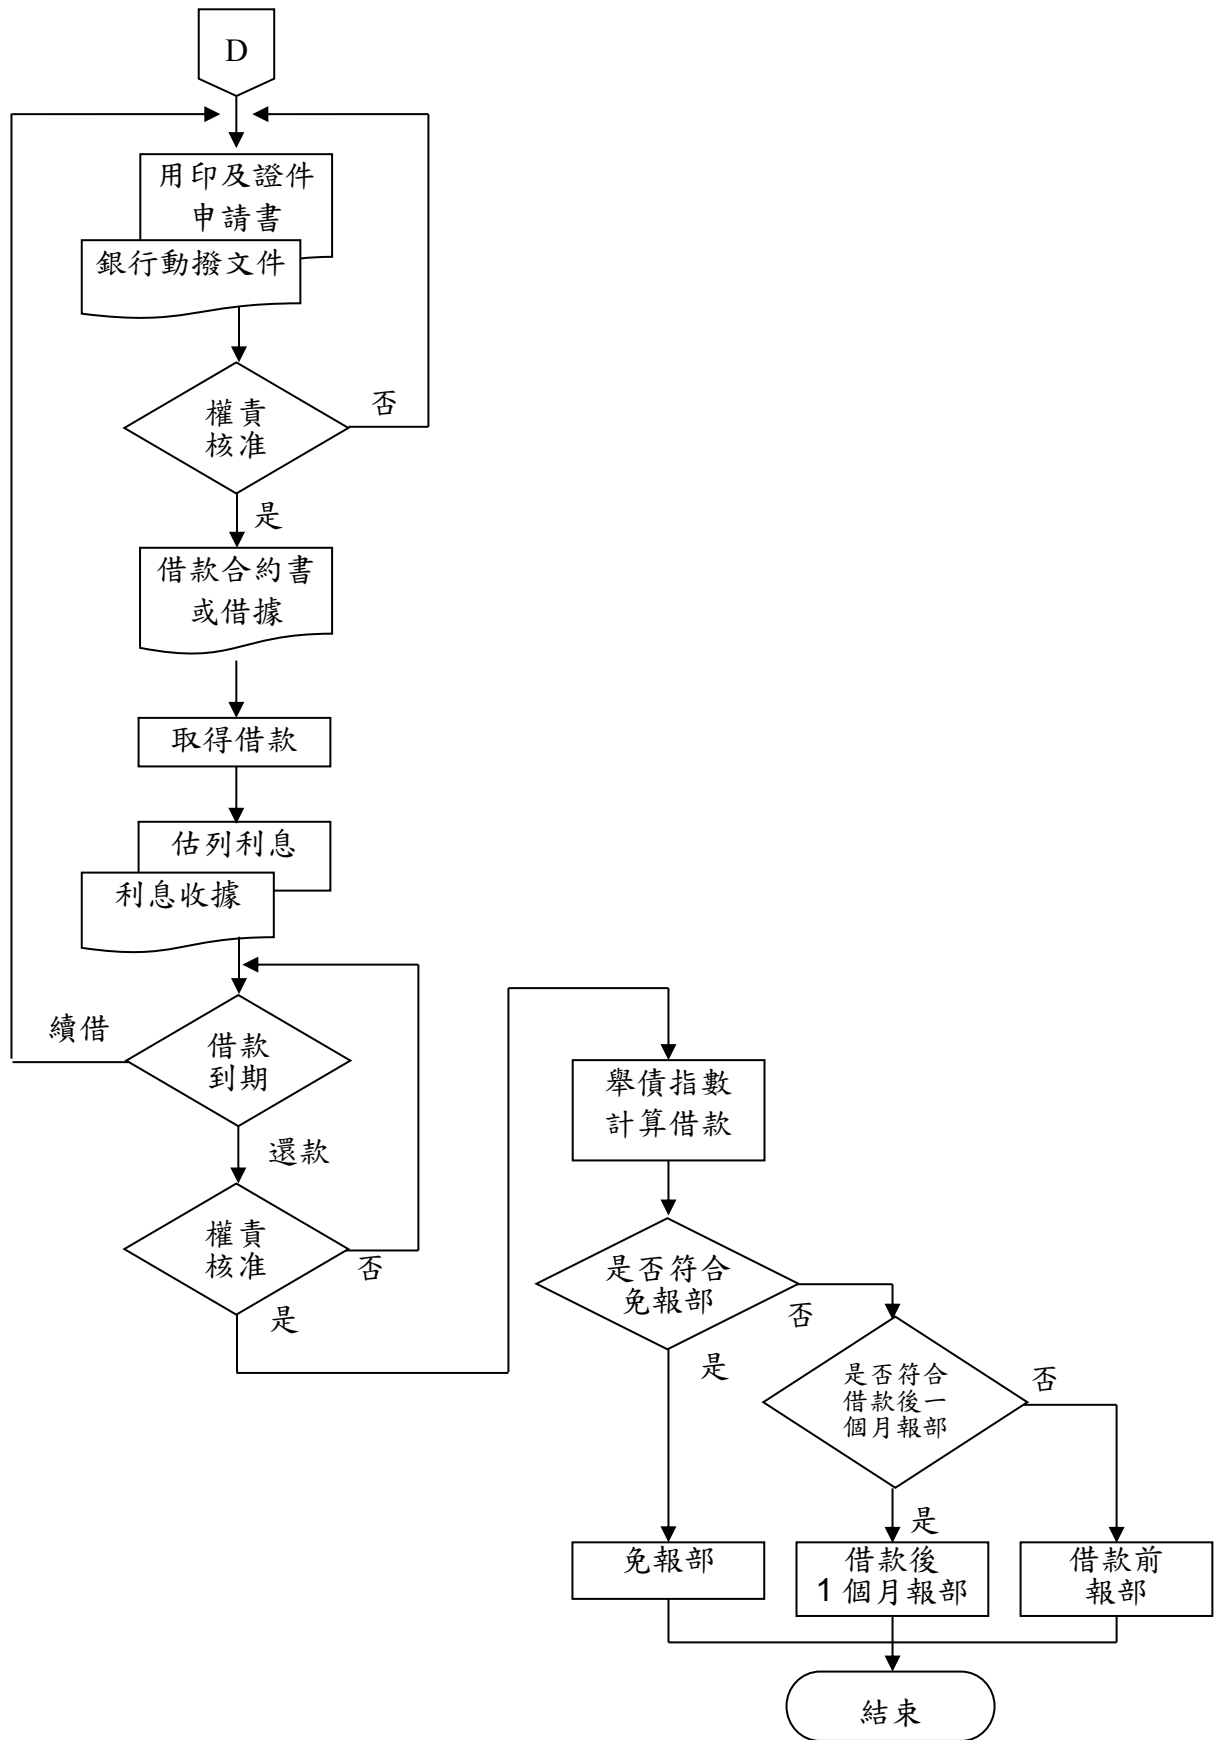 D
用印及證件
申請書
銀行動撥文件
權責
核准
否
是
借款合約書
或借據
取得借款
估列利息
利息收據
借款
到期
續借
還款
權責
核准
否
是
舉債指數
計算借款
是否符合
免報部
否
是
是否符合
借款後一
個月報部
否
是
免報部
借款後
1 個月報部
借款前
報部
結束